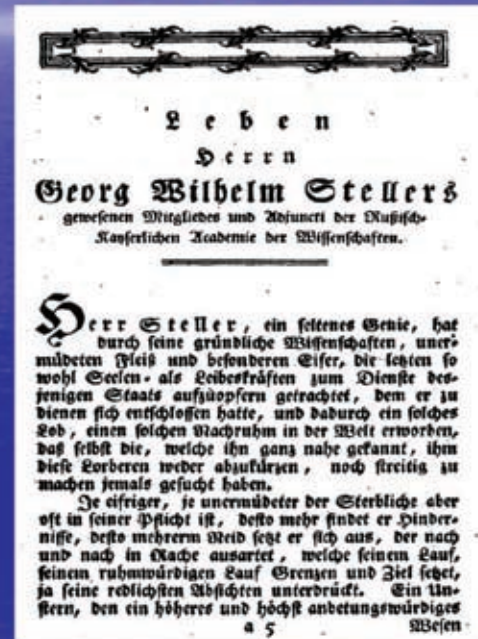 Leben
Herrn
Georg Wilhelm Stellers
gewesenen Mitgliedes und Adjuncti der Rußisch-
Kayserlichen Academie der Wissenschaften.
Herr Steller, ein seltenes Genie, hat
durch seine gründliche Wissenschaften, uner-
müdeten Fleiß und besonderen Eifer, die letzten so
wohl Seelen- als Leibeskräften zum Dienste des-
jenigen Staats aufzuopfern getrachtet, dem er zu
dienen sich entschlossen hatte, und dadurch ein solches
Lob, einen solchen Nachruhm in der Welt erworben,
daß selbst die, welche ihn ganz nahe gekannt, ihm
diese Lorberen weder abzukürzen, noch streitig zu
machen jemals gesucht haben.
Je eifriger, je unermüdeter der Sterbliche aber
oft in seiner Pflicht ist, desto mehr findet er Hinder-
nisse, desto mehrerm Neid setzt er sich aus, der nach
und nach in Rache ausartet, welche seinem Lauf,
seinem ruhmwürdigen Lauf Grenzen und Ziel setzet,
ja seine redlichsten Absichten unterdrückt. Ein Un-
stern, den ein höheres und höchst anbetungswürdiges
a 5 Wesen